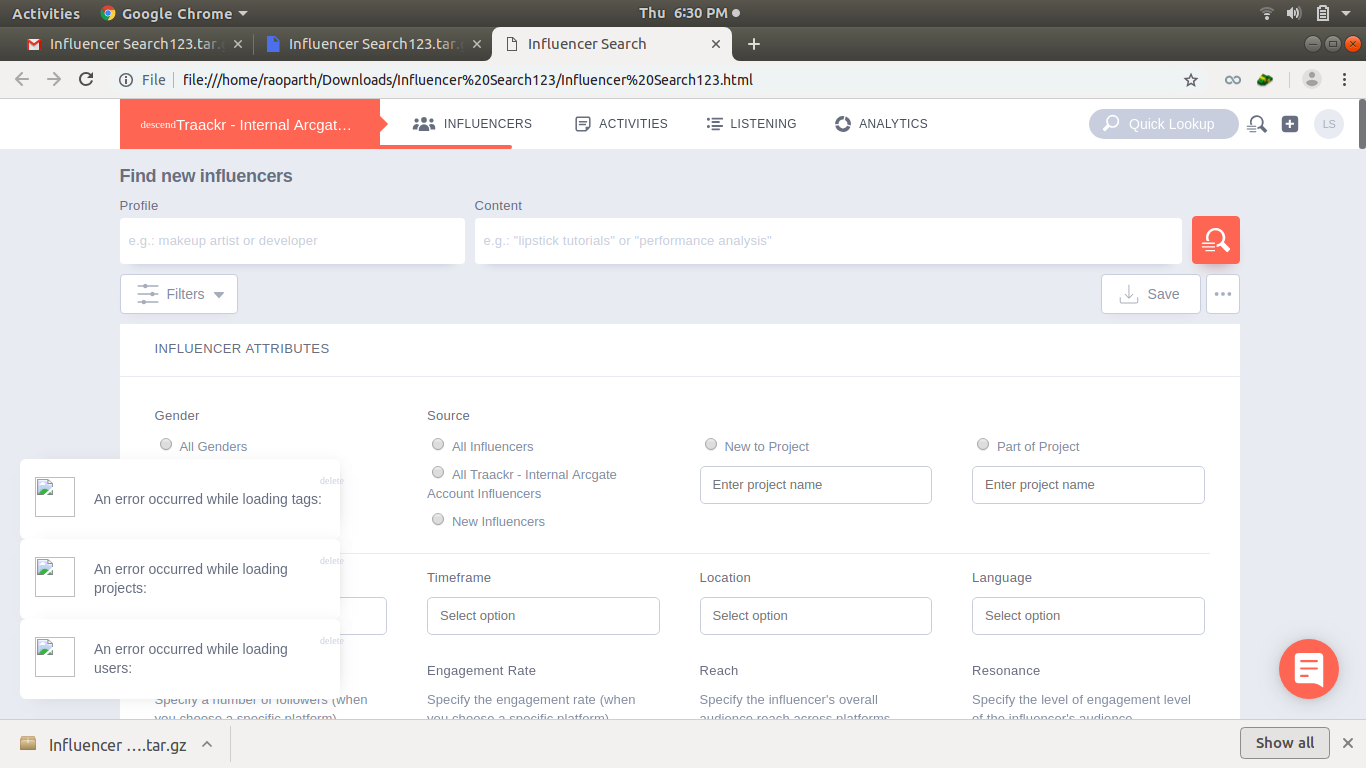 Activities Google Chrome Thu 6:30 PM
Influencer Search123.tar.g Influencer Search123.tar.g Influencer Search
File file:///home/raoparth/Downloads/Influencer%20Search123/Influencer%20Search123.html
descend Traackr - Internal Arcgat… INFLUENCERS ACTIVITIES LISTENING ANALYTICS Quick Lookup LS
Find new influencers
Profile Content
e.g.: makeup artist or developer e.g.: "lipstick tutorials" or "performance analysis"
Filters Save
INFLUENCER ATTRIBUTES
Gender Source
All Genders All Influencers New to Project Part of Project
All Traackr - Internal Arcgate
Account Influencers
Enter project name Enter project name
New Influencers
delete
An error occurred while loading tags:
delete
An error occurred while loading
projects:
delete
An error occurred while loading
users:
Timeframe Location Language
Select option Select option Select option
Engagement Rate Reach Resonance
Specify a number of followers (when Specify the engagement rate (when Specify the influencer's overall Specify the level of engagement level
you choose a specific platform) you choose a specific platform) audience reach across platforms of the influencer's audience
Influencer ….tar.gz Show all